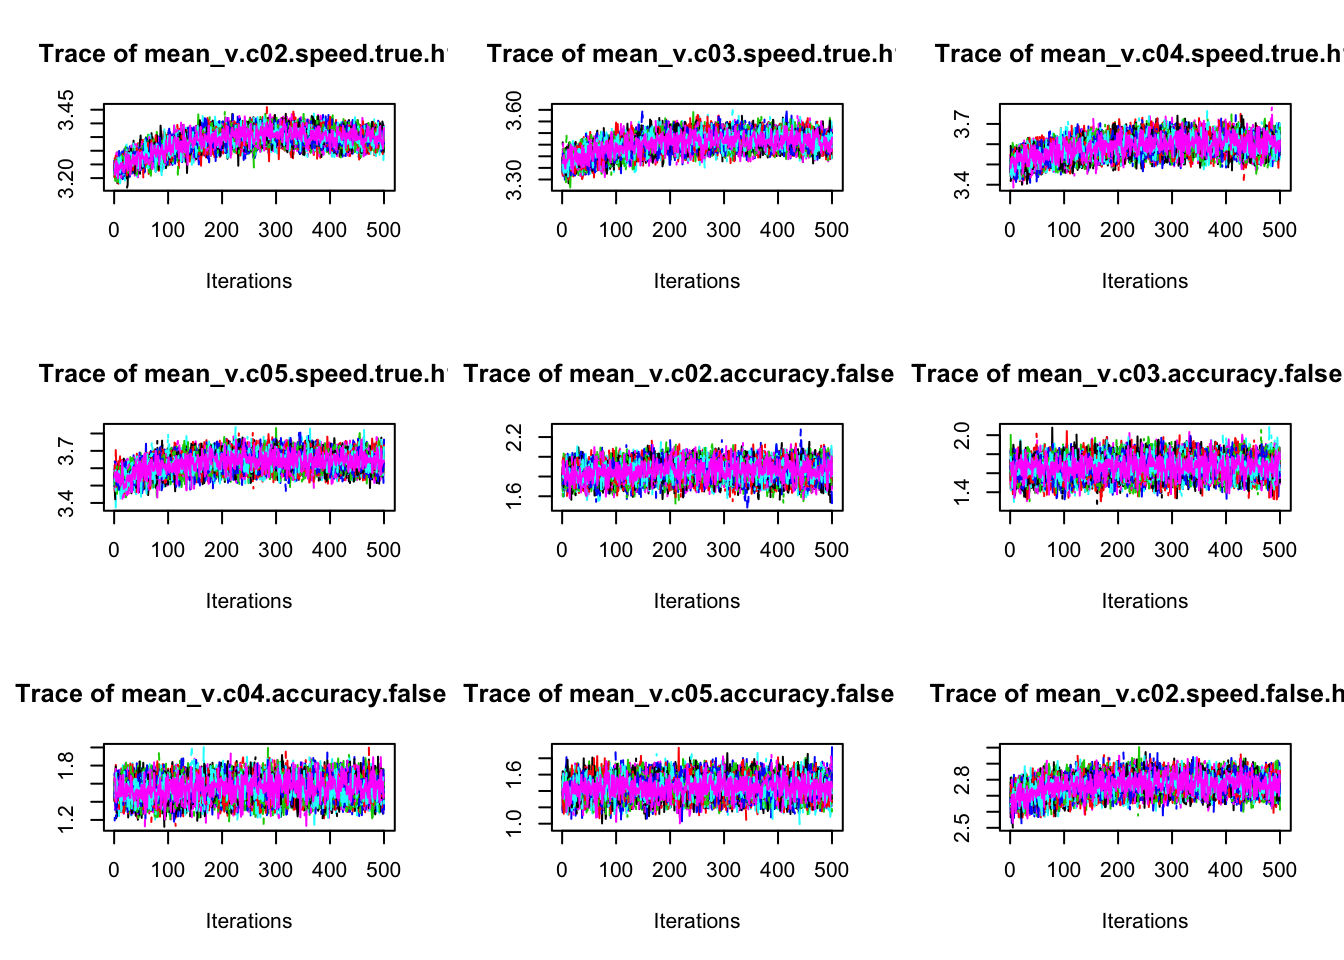 Trace of mean_v.c02.speed.true.h
3.20 3.45
0 100 200 300 400 500
Iterations
Trace of mean_v.c03.speed.true.h
3.30 3.60
0 100 200 300 400 500
Iterations
Trace of mean_v.c04.speed.true.h
3.4 3.7
0 100 200 300 400 500
Iterations
Trace of mean_v.c05.speed.true.h
3.4 3.7
0 100 200 300 400 500
Iterations
Trace of mean_v.c02.accuracy.false
1.6 2.2
0 100 200 300 400 500
Iterations
Trace of mean_v.c03.accuracy.false
1.4 2.0
0 100 200 300 400 500
Iterations
Trace of mean_v.c04.accuracy.false
1.2 1.8
0 100 200 300 400 500
Iterations
Trace of mean_v.c05.accuracy.false
1.0 1.6
0 100 200 300 400 500
Iterations
Trace of mean_v.c02.speed.false.h
2.5 2.8
0 100 200 300 400 500
Iterations